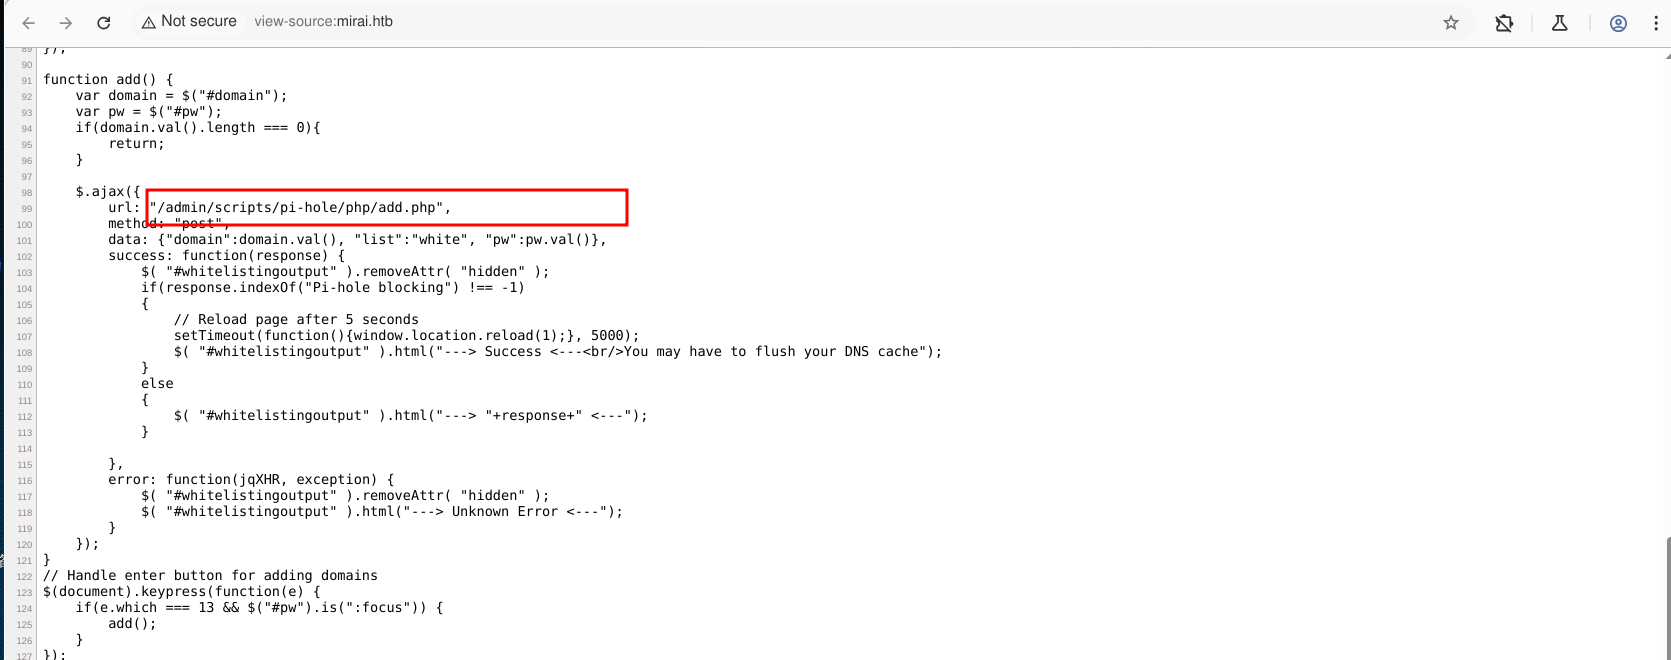 Not secure view-source:mirai.htb
89 });
90
91 function add() {
92     var domain = $("#domain");
93     var pw = $("#pw");
94     if(domain.val().length === 0){
95         return;
96     }
97
98     $.ajax({
99         url: "/admin/scripts/pi-hole/php/add.php",
100         method: "post",
101         data: {"domain":domain.val(), "list":"white", "pw":pw.val()},
102         success: function(response) {
103             $( "#whitelistingoutput" ).removeAttr( "hidden" );
104             if(response.indexOf("Pi-hole blocking") !== -1)
105             {
106                 // Reload page after 5 seconds
107                 setTimeout(function(){window.location.reload(1);}, 5000);
108                 $( "#whitelistingoutput" ).html("---> Success <---<br/>You may have to flush your DNS cache");
109             }
110             else
111             {
112                 $( "#whitelistingoutput" ).html("---> "+response+" <---");
113             }
114
115         },
116         error: function(jqXHR, exception) {
117             $( "#whitelistingoutput" ).removeAttr( "hidden" );
118             $( "#whitelistingoutput" ).html("---> Unknown Error <---");
119         }
120     });
121 }
122 // Handle enter button for adding domains
123 $(document).keypress(function(e) {
124     if(e.which === 13 && $("#pw").is(":focus")) {
125         add();
126     }
127 });